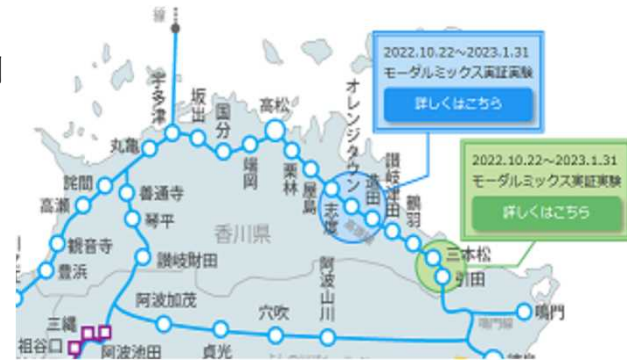 線
2022.10.22～2023.1.31
モーダルミックス実証実験
詳しくはこちら
2022.10.22～2023.1.31
モーダルミックス実証実験
詳しくはこちら
宇多津
坂出
国分
端岡
高松
栗林
屋島
志度
オレンジタウン
造田
讃岐津田
鶴羽
三本松
引田
丸亀
詫間
高瀬
観音寺
豊浜
善通寺
琴平
讃岐財田
香川県
高徳線
阿波加茂
穴吹
阿波山川
貞光
三縄
祖谷口
阿波池田
鳴門
鳴門線